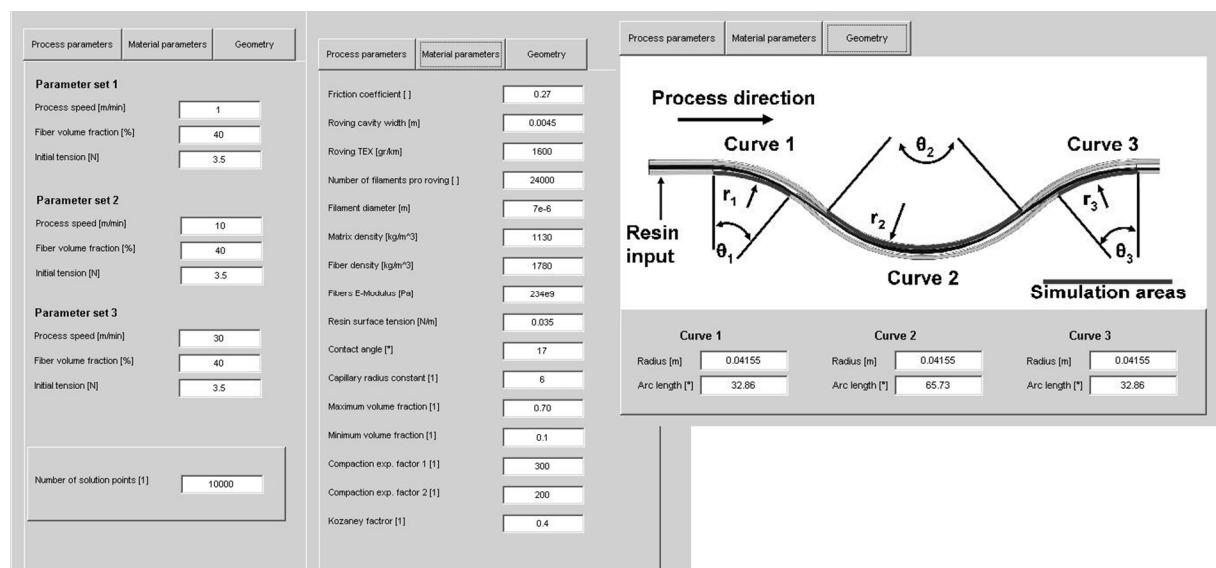 Process parameters Material parameters Geometry
Parameter set 1
Process speed [m/min] 1
Fiber volume fraction [%] 40
Initial tension [N] 3.5
Parameter set 2
Process speed [m/min] 10
Fiber volume fraction [%] 40
Initial tension [N] 3.5
Parameter set 3
Process speed [m/min] 30
Fiber volume fraction [%] 40
Initial tension [N] 3.5
Number of solution points [1] 10000
Process parameters Material parameters Geometry
Friction coefficient [ ] 0.27
Roving cavity width [m] 0.0045
Roving TEX [gr/km] 1600
Number of filaments pro roving [ ] 24000
Filament diameter [m] 7e-6
Matrix density [kg/m^3] 1130
Fiber density [kg/m^3] 1780
Fibers E-Modulus [Pa] 234e9
Resin surface tension [N/m] 0.035
Contact angle [°] 17
Capillary radius constant [1] 6
Maximum volume fraction [1] 0.70
Minimum volume fraction [1] 0.1
Compaction exp. factor 1 [1] 300
Compaction exp. factor 2 [1] 200
Kozaney factror [1] 0.4
Process parameters Material parameters Geometry
Process direction
Curve 1 θ2 Curve 3
r1 r2 r3
Resin
input θ1 θ3
Curve 2
Simulation areas
Curve 1 Curve 2 Curve 3
Radius [m] 0.04155 Radius [m] 0.04155 Radius [m] 0.04155
Arc length [°] 32.86 Arc length [°] 65.73 Arc length [°] 32.86